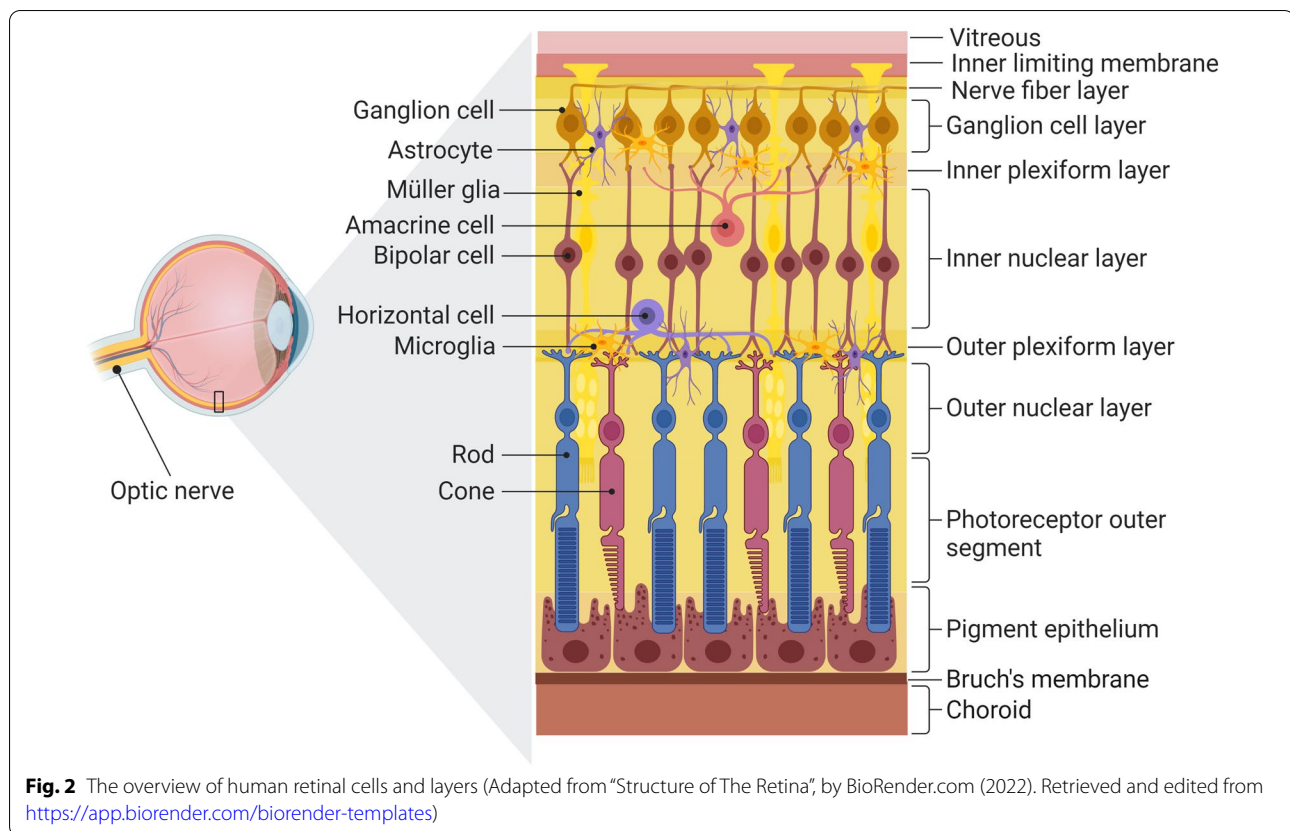 Vitreous
Inner limiting membrane
Nerve fiber layer
Ganglion cell
Ganglion cell layer
Astrocyte
Inner plexiform layer
Müller glia
Amacrine cell
Bipolar cell
Inner nuclear layer
Horizontal cell
Microglia
Outer plexiform layer
Outer nuclear layer
Rod
Optic nerve
Cone
Photoreceptor outer
segment
Pigment epithelium
Bruch's membrane
Choroid
Fig. 2 The overview of human retinal cells and layers (Adapted from “Structure of The Retina”, by BioRender.com (2022). Retrieved and edited from
https://app.biorender.com/biorender-templates)